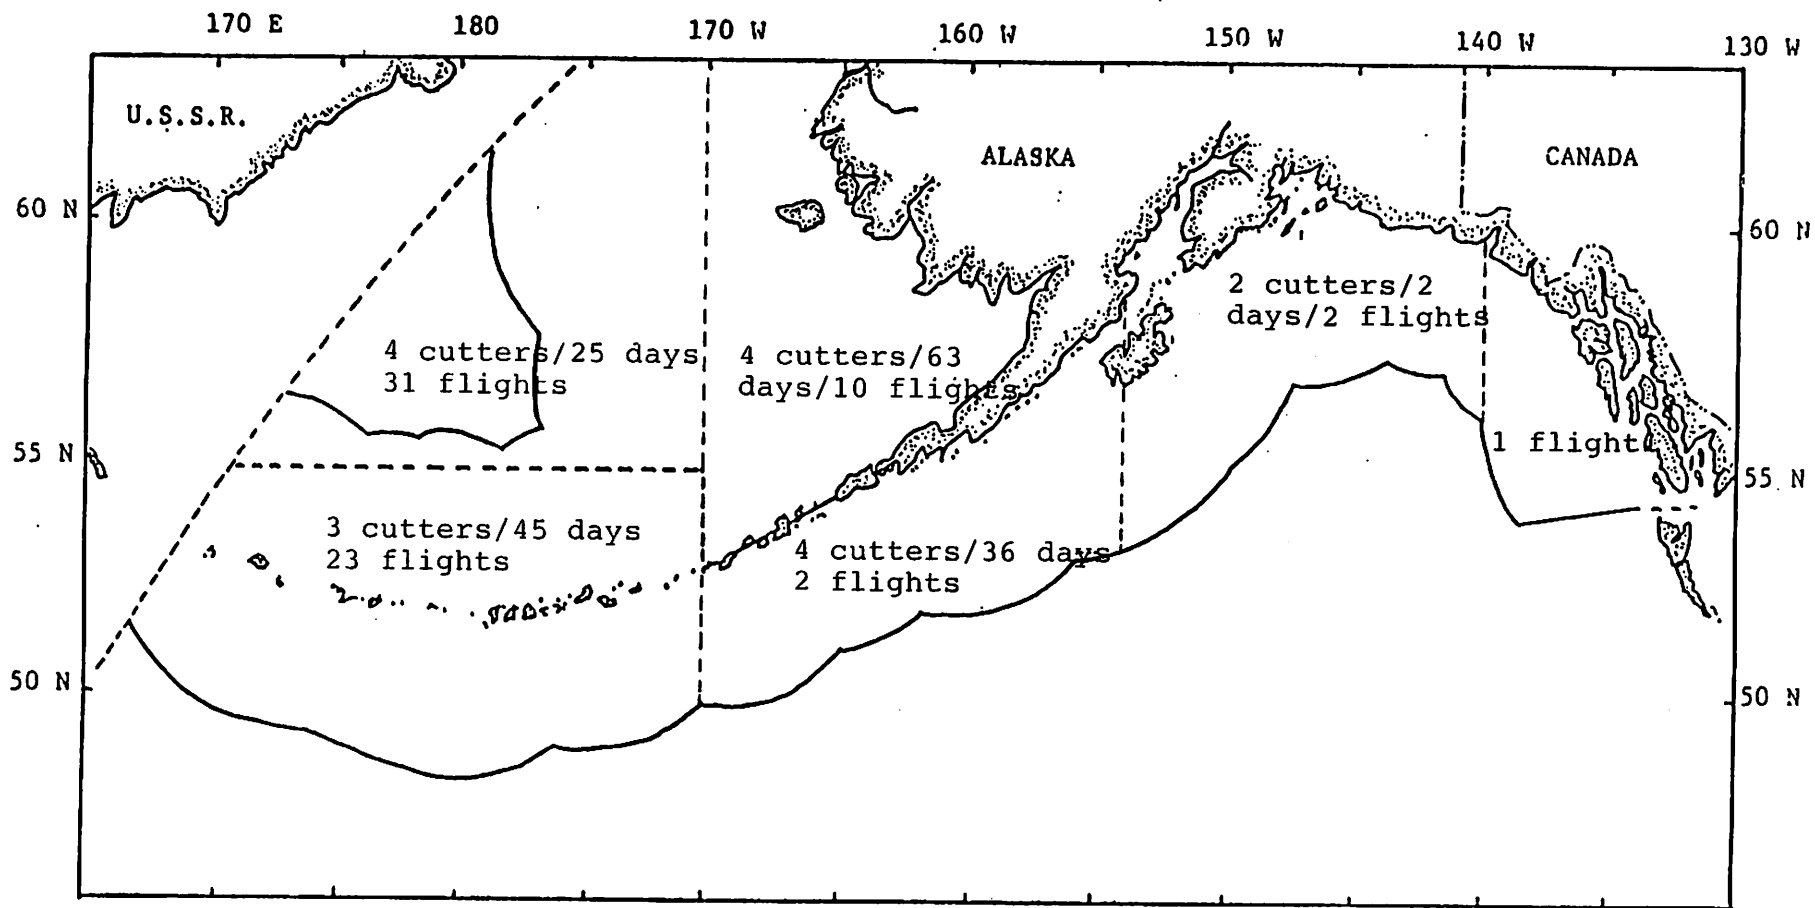 170 E 180 170 W 160 W 150 W 140 W 130 W
U.S.S.R.
ALASKA
CANADA
60 N
60 N
2 cutters/2
days/2 flights
4 cutters/25 days
31 flights
4 cutters/63
days/10 flights
1 flight
55 N
55 N
3 cutters/45 days
23 flights
4 cutters/36 days
2 flights
50 N
50 N